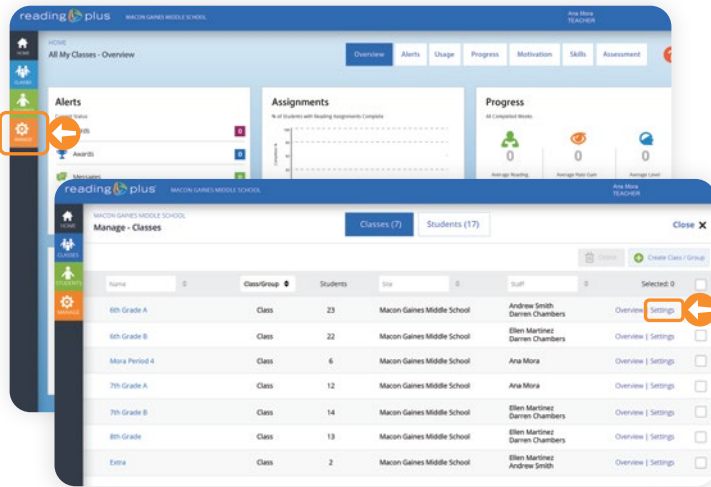 reading plus MACON GAINES MIDDLE SCHOOL
Ana Mora
TEACHER
HOME
All My Classes - Overview
Overview Alerts Usage Progress Motivation Skills Assessment
HOME
CLASSES
MANAGE
Alerts
Current Status
0
Awards 0
Messages 0
Assignments
% of Students with Reading Assignments Complete
Progress
All Completed Weeks
0 0 0
Average Reading Average Rate Gain Average Level
reading plus MACON GAINES MIDDLE SCHOOL
Ana Mora
TEACHER
HOME
CLASSES
STUDENTS
MANAGE
MACON GAINES MIDDLE SCHOOL
Manage - Classes
Classes (7) Students (17)
Close X
Delete Create Class / Group
Name Class/Group Students Site Staff Selected: 0
6th Grade A Class 23 Macon Gaines Middle School Andrew Smith Darren Chambers Overview | Settings
6th Grade B Class 22 Macon Gaines Middle School Ellen Martinez Darren Chambers Overview | Settings
Mora Period 4 Class 6 Macon Gaines Middle School Ana Mora Overview | Settings
7th Grade A Class 12 Macon Gaines Middle School Ana Mora Overview | Settings
7th Grade B Class 14 Macon Gaines Middle School Ellen Martinez Darren Chambers Overview | Settings
8th Grade Class 13 Macon Gaines Middle School Ellen Martinez Darren Chambers Overview | Settings
Extra Class 2 Macon Gaines Middle School Ellen Martinez Andrew Smith Overview | Settings